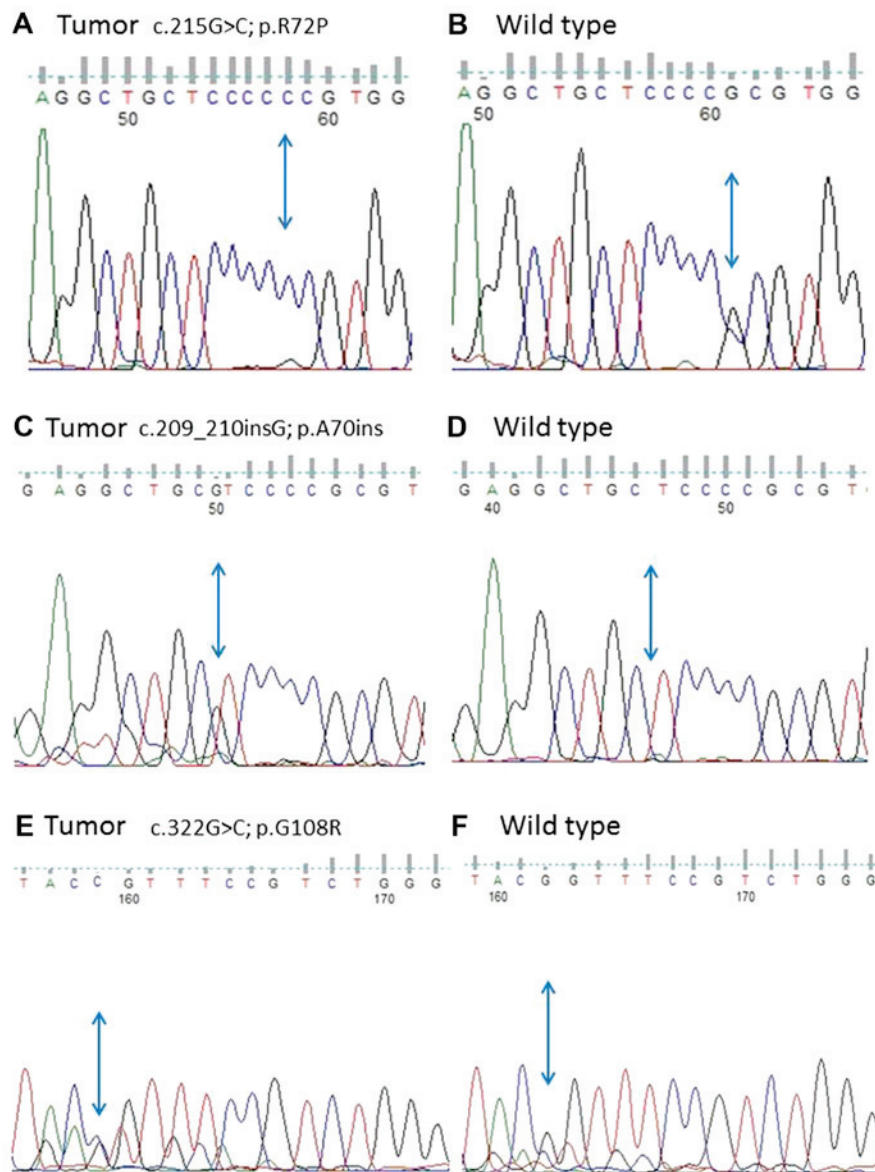 A Tumor c.215G>C; p.R72P
B Wild type
A G G C T G C T C C C C C C G T G G
50 60
A G G C T G C T C C C C G C G T G G
50 60
C Tumor c.209_210insG; p.A70ins
D Wild type
G A G G C T G C G T C C C C G C G T
50
G A G G C T G C T C C C C G C G T
40 50
E Tumor c.322G>C; p.G108R
F Wild type
T A C C G T T T C C G T C T G G G
160 170
T A C G G T T T C C G T C T G G G
160 170